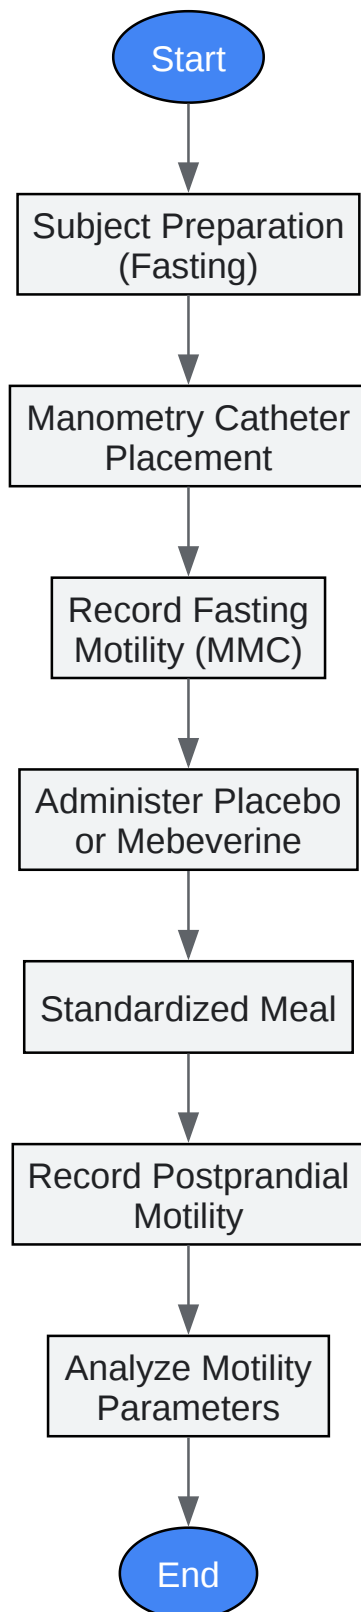 Start
Subject Preparation
(Fasting)
Manometry Catheter
Placement
Record Fasting
Motility (MMC)
Administer Placebo
or Mebeverine
Standardized Meal
Record Postprandial
Motility
Analyze Motility
Parameters
End